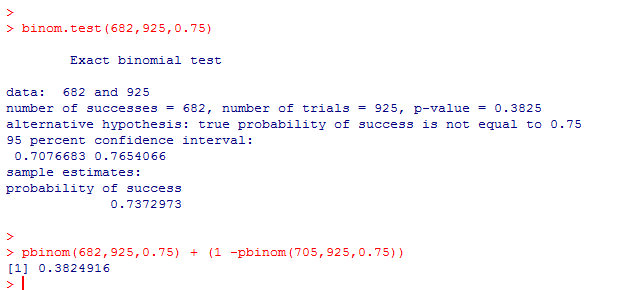 >
> binom.test(682,925,0.75)
Exact binomial test
data:  682 and 925
number of successes = 682, number of trials = 925, p-value = 0.3825
alternative hypothesis: true probability of success is not equal to 0.75
95 percent confidence interval:
0.7076683 0.7654066
sample estimates:
probability of success
0.7372973
>
> pbinom(682,925,0.75) + (1 -pbinom(705,925,0.75))
[1] 0.3824916
>